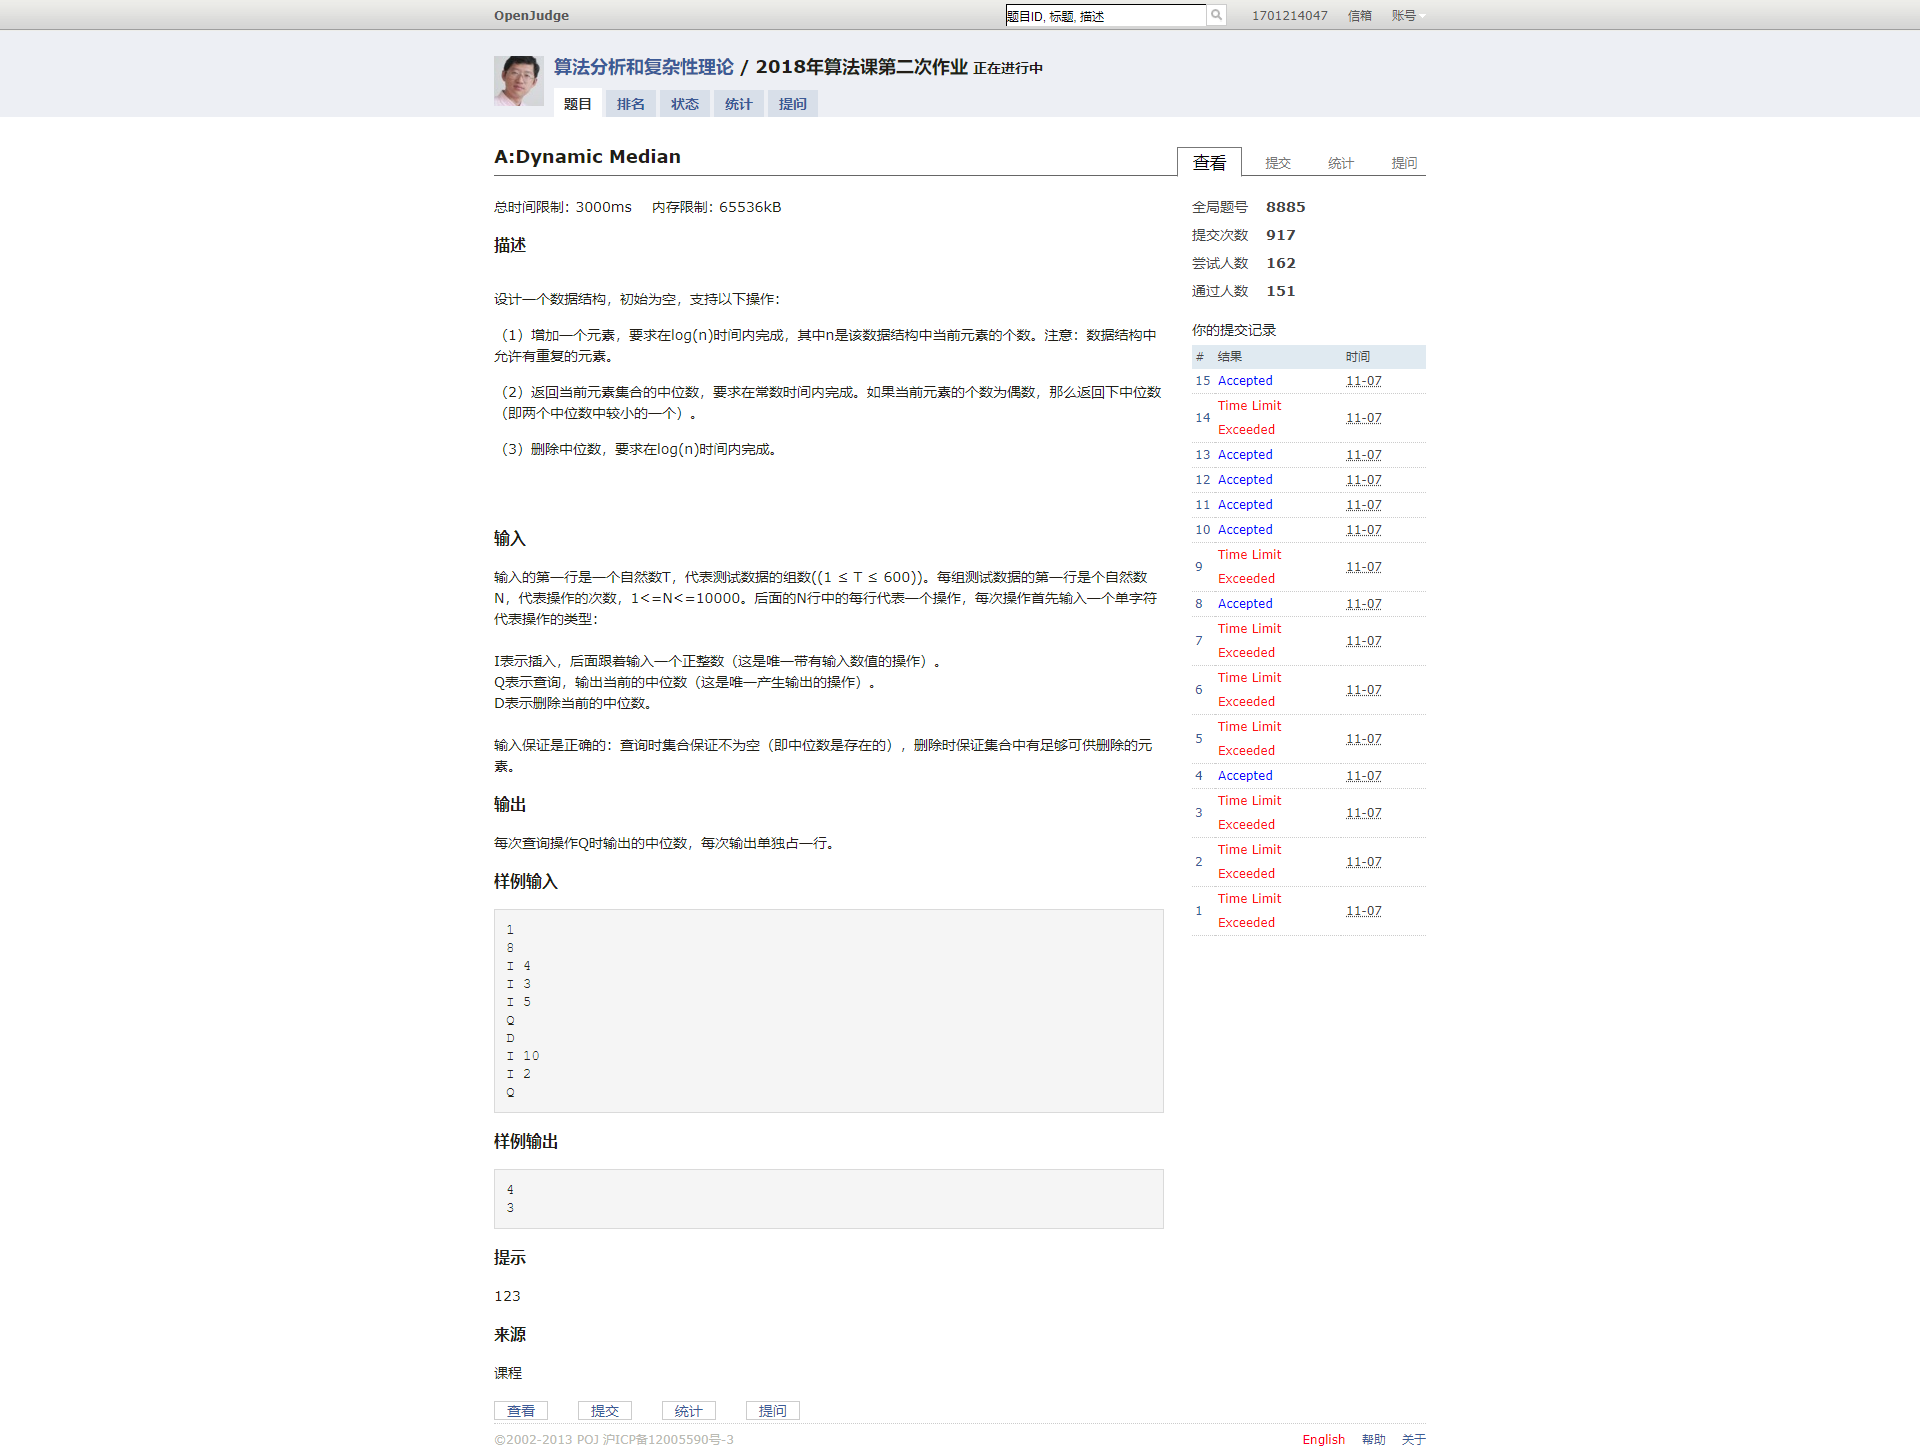 OpenJudge
题目ID, 标题, 描述
1701214047 信箱 账号
算法分析和复杂性理论 / 2018年算法课第二次作业 正在进行中
题目 排名 状态 统计 提问
A:Dynamic Median
查看 提交 统计 提问
总时间限制: 3000ms 内存限制: 65536kB
描述
设计一个数据结构，初始为空，支持以下操作：
（1）增加一个元素，要求在log(n)时间内完成，其中n是该数据结构中当前元素的个数。注意：数据结构中
允许有重复的元素。
（2）返回当前元素集合的中位数，要求在常数时间内完成。如果当前元素的个数为偶数，那么返回下中位数
（即两个中位数中较小的一个）。
（3）删除中位数，要求在log(n)时间内完成。
输入
输入的第一行是一个自然数T，代表测试数据的组数((1 ≤ T ≤ 600))。每组测试数据的第一行是个自然数
N，代表操作的次数，1<=N<=10000。后面的N行中的每行代表一个操作，每次操作首先输入一个单字符
代表操作的类型：
I表示插入，后面跟着输入一个正整数（这是唯一带有输入数值的操作）。
Q表示查询，输出当前的中位数（这是唯一产生输出的操作）。
D表示删除当前的中位数。
输入保证是正确的：查询时集合保证不为空（即中位数是存在的），删除时保证集合中有足够可供删除的元
素。
输出
每次查询操作Q时输出的中位数，每次输出单独占一行。
样例输入
1
8
I 4
I 3
I 5
Q
D
I 10
I 2
Q
样例输出
4
3
提示
123
来源
课程
查看 提交 统计 提问
全局题号 8885
提交次数 917
尝试人数 162
通过人数 151
你的提交记录
# 结果 时间
15 Accepted 11-07
14 Time Limit Exceeded 11-07
13 Accepted 11-07
12 Accepted 11-07
11 Accepted 11-07
10 Accepted 11-07
9 Time Limit Exceeded 11-07
8 Accepted 11-07
7 Time Limit Exceeded 11-07
6 Time Limit Exceeded 11-07
5 Time Limit Exceeded 11-07
4 Accepted 11-07
3 Time Limit Exceeded 11-07
2 Time Limit Exceeded 11-07
1 Time Limit Exceeded 11-07
©2002-2013 POJ 沪ICP备12005590号-3
English 帮助 关于